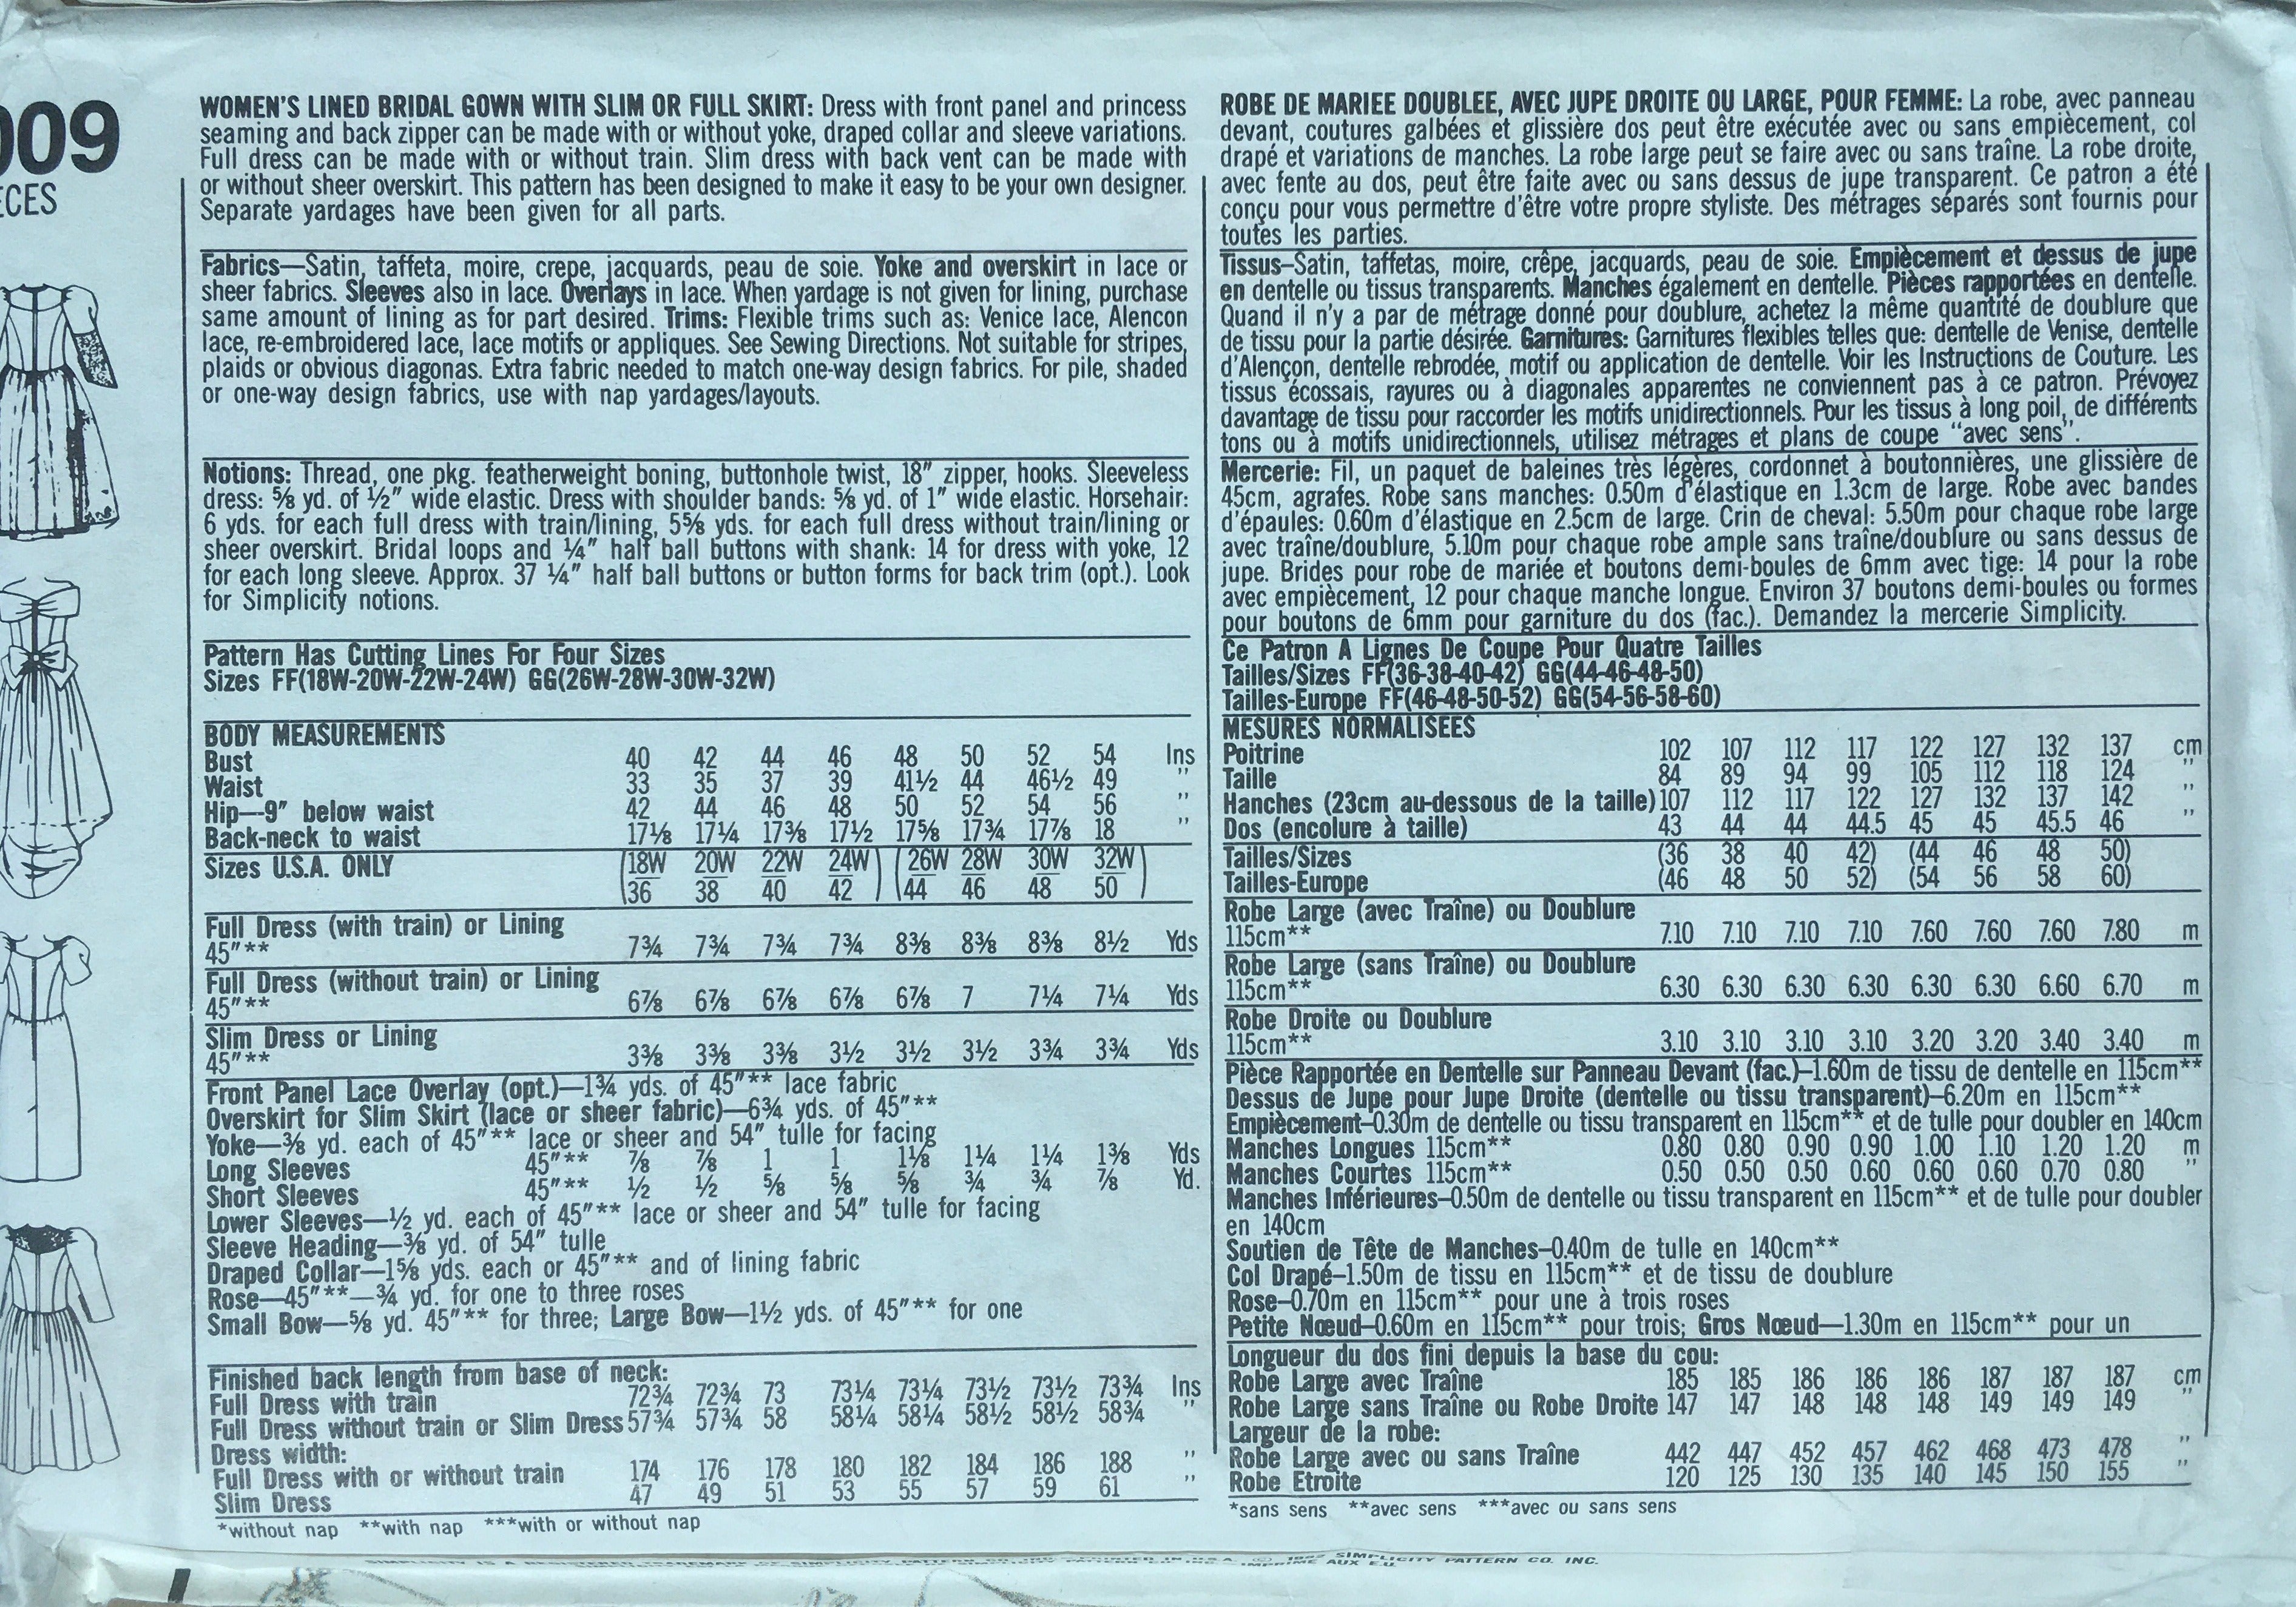 009
CES
WOMEN'S LINED BRIDAL GOWN WITH SLIM OR FULL SKIRT: Dress with front panel and princess
seaming and back zipper can be made with or without yoke, draped collar and sleeve variations.
Full dress can be made with or without train. Slim dress with back vent can be made with
or without sheer overskirt. This pattern has been designed to make it easy to be your own designer.
Separate yardages have been given for all parts.
Fabrics—Satin, taffeta, moire, crepe, jacquards, peau de soie. Yoke and overskirt in lace or
sheer fabrics. Sleeves also in lace. Overlays in lace. When yardage is not given for lining, purchase
same amount of lining as for part desired. Trims: Flexible trims such as: Venice lace, Alencon
lace, re-embroidered lace, lace motifs or appliques. See Sewing Directions. Not suitable for stripes,
plaids or obvious diagonas. Extra fabric needed to match one-way design fabrics. For pile, shaded
or one-way design fabrics, use with nap yardages/layouts.
Notions: Thread, one pkg. featherweight boning, buttonhole twist, 18" zipper, hooks. Sleeveless
dress: ⅝ yd. of ½" wide elastic. Dress with shoulder bands: ⅝ yd. of 1" wide elastic. Horsehair:
6 yds. for each full dress with train/lining, 5⅝ yds. for each full dress without train/lining or
sheer overskirt. Bridal loops and ¼" half ball buttons with shank: 14 for dress with yoke, 12
for each long sleeve. Approx. 37 ¼" half ball buttons or button forms for back trim (opt.). Look
for Simplicity notions.
Pattern Has Cutting Lines For Four Sizes
Sizes FF(18W-20W-22W-24W) GG(26W-28W-30W-32W)
BODY MEASUREMENTS
Bust 40 42 44 46 48 50 52 54 Ins
Waist 33 35 37 39 41½ 44 46½ 49 "
Hip—9" below waist 42 44 46 48 50 52 54 56 "
Back-neck to waist 17⅛ 17¼ 17⅜ 17½ 17⅝ 17¾ 17⅞ 18 "
Sizes U.S.A. ONLY (18W 20W 22W 24W) (26W 28W 30W 32W)
36 38 40 42 44 46 48 50
Full Dress (with train) or Lining
45"** 7¾ 7¾ 7¾ 7¾ 8⅜ 8⅜ 8⅜ 8½ Yds
Full Dress (without train) or Lining
45"** 6⅞ 6⅞ 6⅞ 6⅞ 6⅞ 7 7¼ 7¼ Yds
Slim Dress or Lining
45"** 3⅜ 3⅜ 3⅜ 3½ 3½ 3½ 3¾ 3¾ Yds
Front Panel Lace Overlay (opt.)—1¾ yds. of 45"** lace fabric
Overskirt for Slim Skirt (lace or sheer fabric)—6¾ yds. of 45"**
Yoke—⅜ yd. each of 45"** lace or sheer and 54" tulle for facing
Long Sleeves 45"** ⅞ ⅞ 1 1 1⅛ 1¼ 1¼ 1⅜ Yds
Short Sleeves 45"** ½ ½ ⅝ ⅝ ⅝ ¾ ¾ ⅞ Yd.
Lower Sleeves—½ yd. each of 45"** lace or sheer and 54" tulle for facing
Sleeve Heading—⅜ yd. of 54" tulle
Draped Collar—1⅝ yds. each or 45"** and of lining fabric
Rose—45"**—¾ yd. for one to three roses
Small Bow—⅝ yd. 45"** for three; Large Bow—1½ yds. of 45"** for one
Finished back length from base of neck:
Full Dress with train 72¾ 72¾ 73 73¼ 73¼ 73½ 73½ 73¾ Ins
Full Dress without train or Slim Dress 57¾ 57¾ 58 58¼ 58¼ 58½ 58½ 58¾ "
Dress width:
Full Dress with or without train 174 176 178 180 182 184 186 188 "
Slim Dress 47 49 51 53 55 57 59 61 "
*without nap **with nap ***with or without nap
ROBE DE MARIEE DOUBLEE, AVEC JUPE DROITE OU LARGE, POUR FEMME: La robe, avec panneau
devant, coutures galbées et glissière dos peut être exécutée avec ou sans empiècement, col
drapé et variations de manches. La robe large peut se faire avec ou sans traîne. La robe droite,
avec fente au dos, peut être faite avec ou sans dessus de jupe transparent. Ce patron a été
conçu pour vous permettre d'être votre propre styliste. Des métrages séparés sont fournis pour
toutes les parties.
Tissus—Satin, taffetas, moire, crêpe, jacquards, peau de soie. Empiècement et dessus de jupe
en dentelle ou tissus transparents. Manches également en dentelle. Pièces rapportées en dentelle.
Quand il n'y a par de métrage donné pour doublure, achetez la même quantité de doublure que
de tissu pour la partie désirée. Garnitures: Garnitures flexibles telles que: dentelle de Venise, dentelle
d'Alençon, dentelle rebrodée, motif ou application de dentelle. Voir les Instructions de Couture. Les
tissus écossais, rayures ou à diagonales apparentes ne conviennent pas à ce patron. Prévoyez
davantage de tissu pour raccorder les motifs unidirectionnels. Pour les tissus à long poil, de différents
tons ou à motifs unidirectionnels, utilisez métrages et plans de coupe "avec sens".
Mercerie: Fil, un paquet de baleines très légères, cordonnet à boutonnières, une glissière de
45cm, agrafes. Robe sans manches: 0.50m d'élastique en 1.3cm de large. Robe avec bandes
d'épaules: 0.60m d'élastique en 2.5cm de large. Crin de cheval: 5.50m pour chaque robe large
avec traîne/doublure, 5.10m pour chaque robe ample sans traîne/doublure ou sans dessus de
jupe. Brides pour robe de mariée et boutons demi-boules de 6mm avec tige: 14 pour la robe
avec empiècement, 12 pour chaque manche longue. Environ 37 boutons demi-boules ou formes
pour boutons de 6mm pour garniture du dos (fac.). Demandez la mercerie Simplicity.
Ce Patron A Lignes De Coupe Pour Quatre Tailles
Tailles/Sizes FF(36-38-40-42) GG(44-46-48-50)
Tailles-Europe FF(46-48-50-52) GG(54-56-58-60)
MESURES NORMALISEES
Poitrine 102 107 112 117 122 127 132 137 cm
Taille 84 89 94 99 105 112 118 124 "
Hanches (23cm au-dessous de la taille) 107 112 117 122 127 132 137 142 "
Dos (encolure à taille) 43 44 44 44.5 45 45 45.5 46 "
Tailles/Sizes (36 38 40 42) (44 46 48 50)
Tailles-Europe (46 48 50 52) (54 56 58 60)
Robe Large (avec Traîne) ou Doublure
115cm** 7.10 7.10 7.10 7.10 7.60 7.60 7.60 7.80 m
Robe Large (sans Traîne) ou Doublure
115cm** 6.30 6.30 6.30 6.30 6.30 6.30 6.60 6.70 m
Robe Droite ou Doublure
115cm** 3.10 3.10 3.10 3.10 3.20 3.20 3.40 3.40 m
Pièce Rapportée en Dentelle sur Panneau Devant (fac.)—1.60m de tissu de dentelle en 115cm**
Dessus de Jupe pour Jupe Droite (dentelle ou tissu transparent)—6.20m en 115cm**
Empiècement—0.30m de dentelle ou tissu transparent en 115cm** et de tulle pour doubler en 140cm
Manches Longues 115cm** 0.80 0.80 0.90 0.90 1.00 1.10 1.20 1.20 m
Manches Courtes 115cm** 0.50 0.50 0.50 0.60 0.60 0.60 0.70 0.80 "
Manches Inférieures—0.50m de dentelle ou tissu transparent en 115cm** et de tulle pour doubler
en 140cm
Soutien de Tête de Manches—0.40m de tulle en 140cm**
Col Drapé—1.50m de tissu en 115cm** et de tissu de doublure
Rose—0.70m en 115cm** pour une à trois roses
Petite Nœud—0.60m en 115cm** pour trois; Gros Nœud—1.30m en 115cm** pour un
Longueur du dos fini depuis la base du cou:
Robe Large avec Traîne 185 185 186 186 186 187 187 187 cm
Robe Large sans Traîne ou Robe Droite 147 147 148 148 148 149 149 149 "
Largeur de la robe:
Robe Large avec ou sans Traîne 442 447 452 457 462 468 473 478 "
Robe Etroite 120 125 130 135 140 145 150 155 "
*sans sens **avec sens ***avec ou sans sens
SIMPLICITY IS A REGISTERED TRADEMARK OF SIMPLICITY PATTERN CO. INC. PRINTED IN U.S.A. © SIMPLICITY PATTERN CO. INC.
IMPRIMÉ AUX E.U.